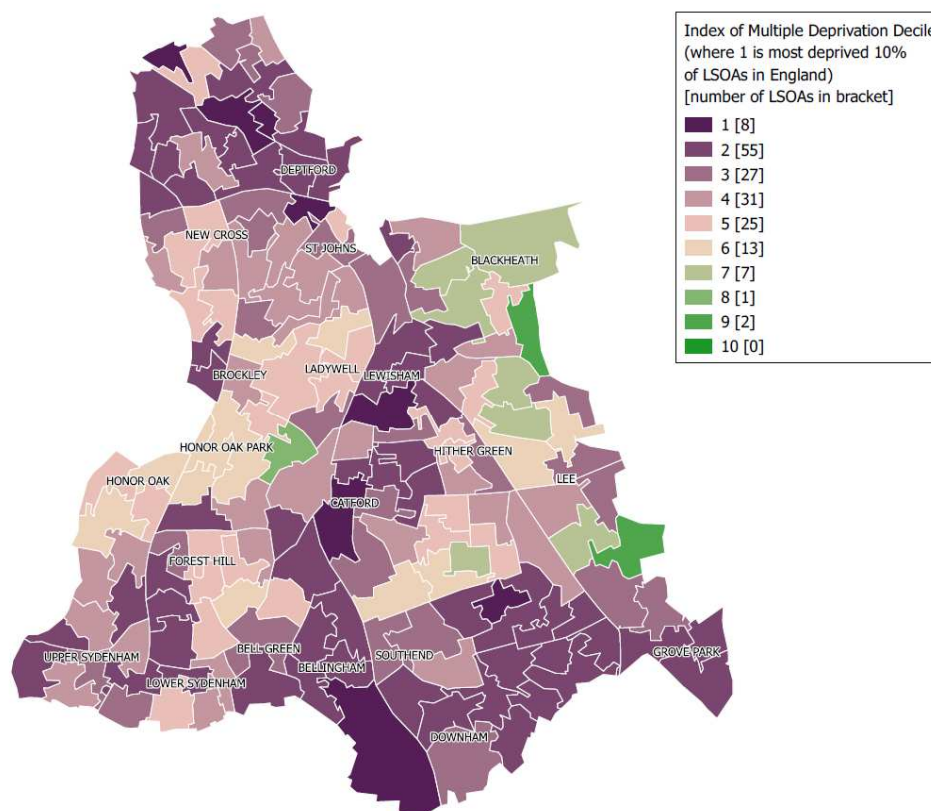 Index of Multiple Deprivation Decile
(where 1 is most deprived 10%
of LSOAs in England)
[number of LSOAs in bracket]
1 [8]
2 [55]
3 [27]
4 [31]
5 [25]
6 [13]
7 [7]
8 [1]
9 [2]
10 [0]
DEPTFORD
NEW CROSS
ST JOHNS
BLACKHEATH
BROCKLEY
LADYWELL
LEWISHAM
HONOR OAK PARK
HITHER GREEN
HONOR OAK
LEE
CATFORD
FOREST HILL
BELL GREEN
UPPER SYDENHAM
SOUTHEND
GROVE PARK
BELLINGHAM
LOWER SYDENHAM
DOWNHAM